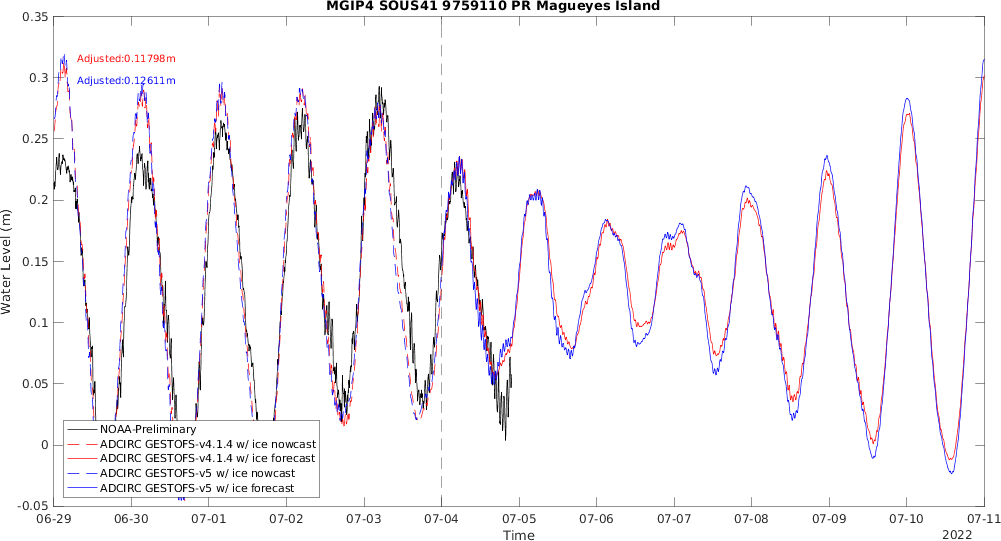 MGIP4 SOUS41 9759110 PR Magueyes Island
0.35
0.3
0.25
0.2
0.15
0.1
0.05
0
-0.05
Water Level (m)
Adjusted:0.11798m
Adjusted:0.12611m
NOAA-Preliminary
ADCIRC GESTOFS-v4.1.4 w/ ice nowcast
ADCIRC GESTOFS-v4.1.4 w/ ice forecast
ADCIRC GESTOFS-v5 w/ ice nowcast
ADCIRC GESTOFS-v5 w/ ice forecast
06-29 06-30 07-01 07-02 07-03 07-04 07-05 07-06 07-07 07-08 07-09 07-10 07-11
Time
2022